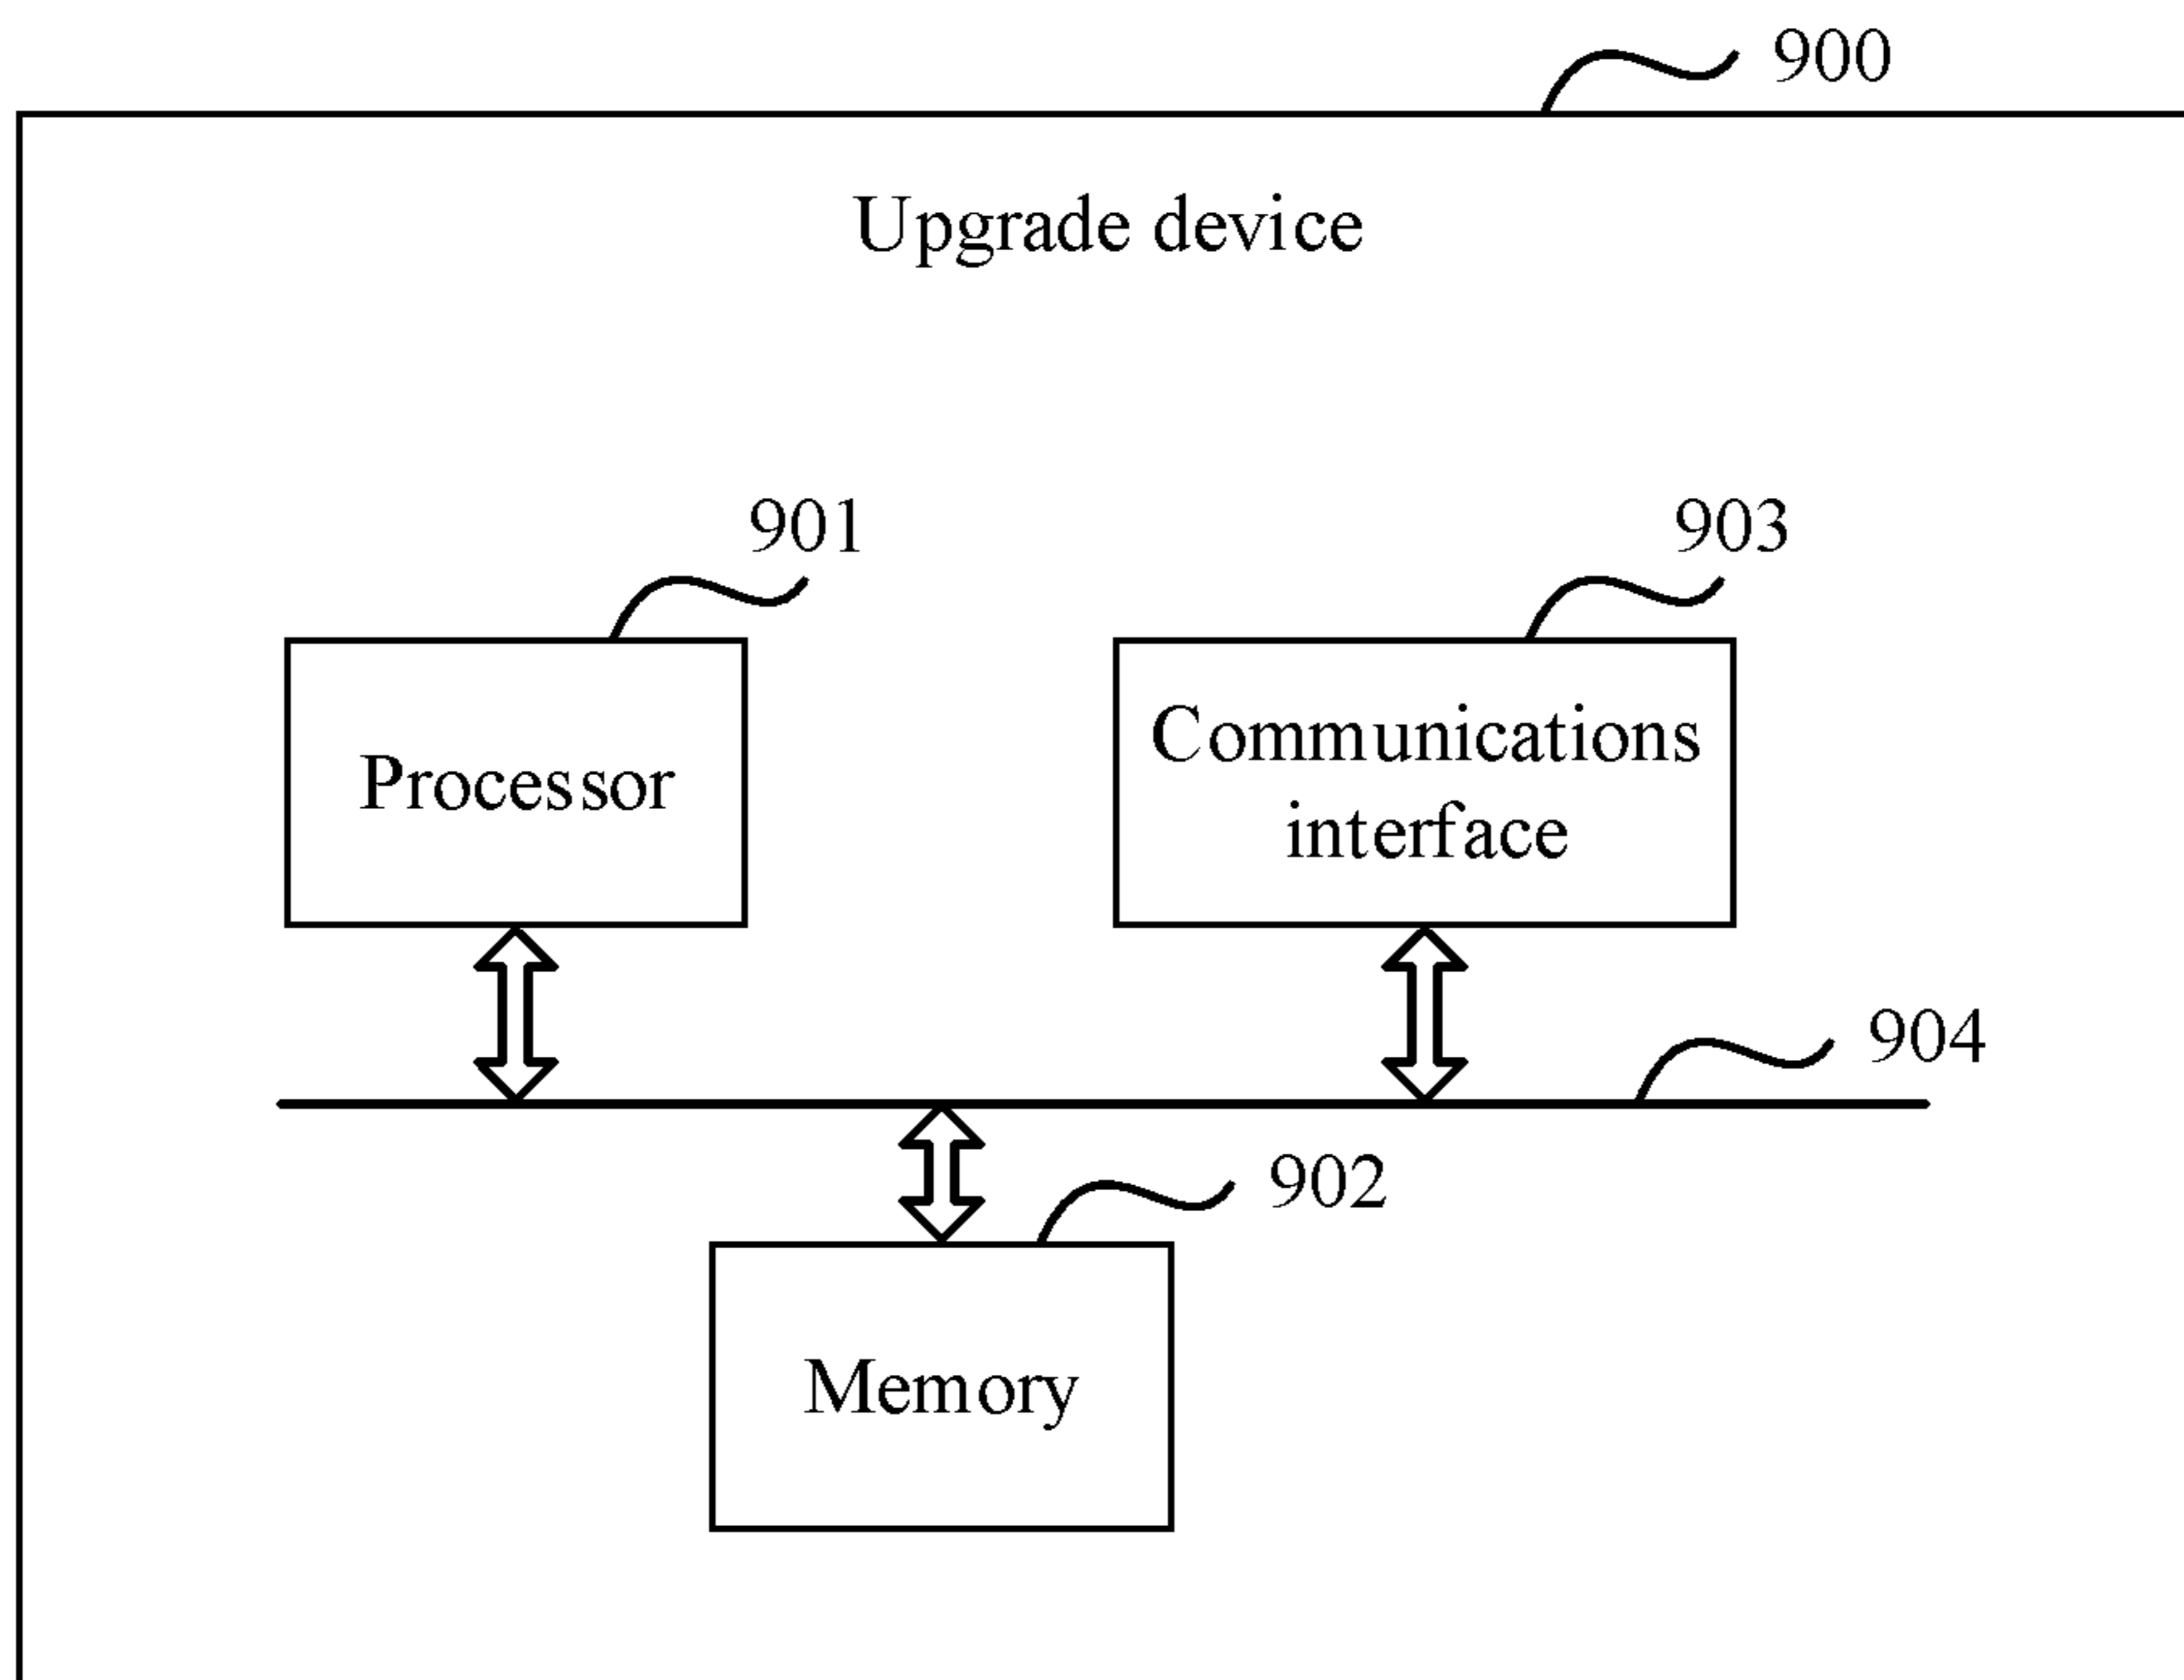 900
Upgrade device
901
903
Processor
Communications
interface
904
902
Memory